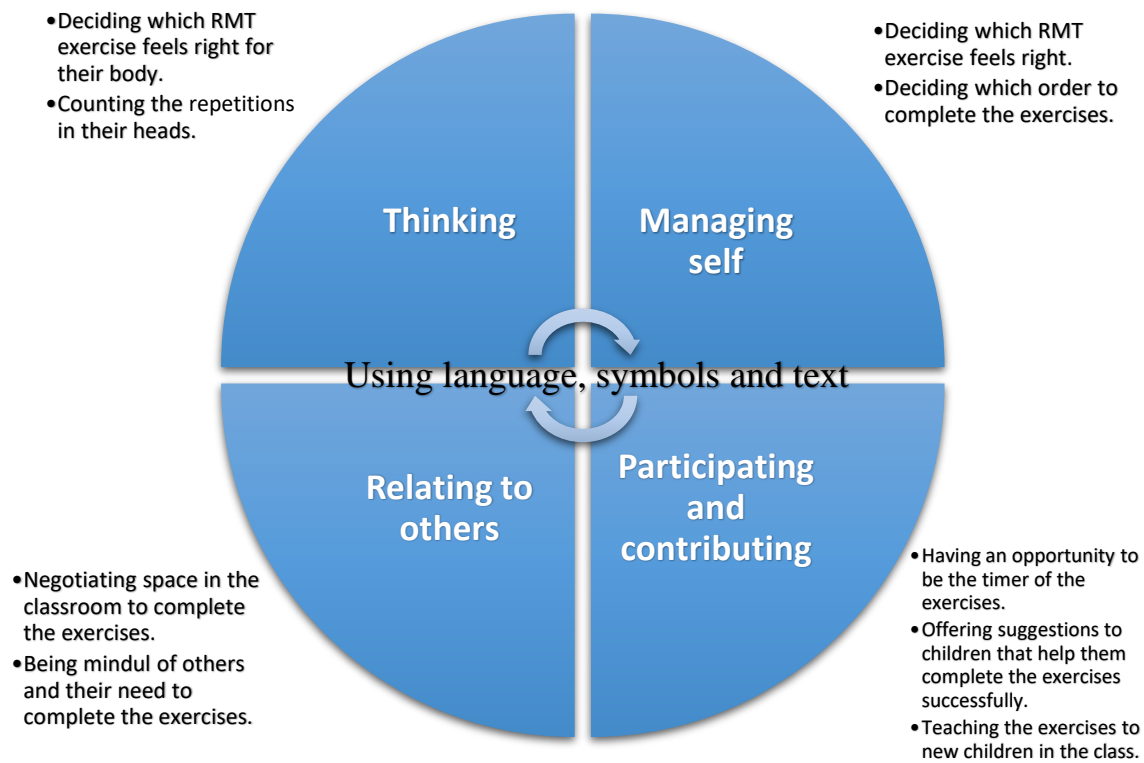 •Deciding which RMT
exercise feels right for
their body.
•Counting the repetitions
in their heads.
•Deciding which RMT
exercise feels right.
•Deciding which order to
complete the exercises.
Thinking
Managing
self
Using language, symbols and text
Relating to
others
Participating
and
contributing
•Negotiating space in the
classroom to complete
the exercises.
•Being mindul of others
and their need to
complete the exercises.
•Having an opportunity to
be the timer of the
exercises.
•Offering suggestions to
children that help them
complete the exercises
successfully.
•Teaching the exercises to
new children in the class.